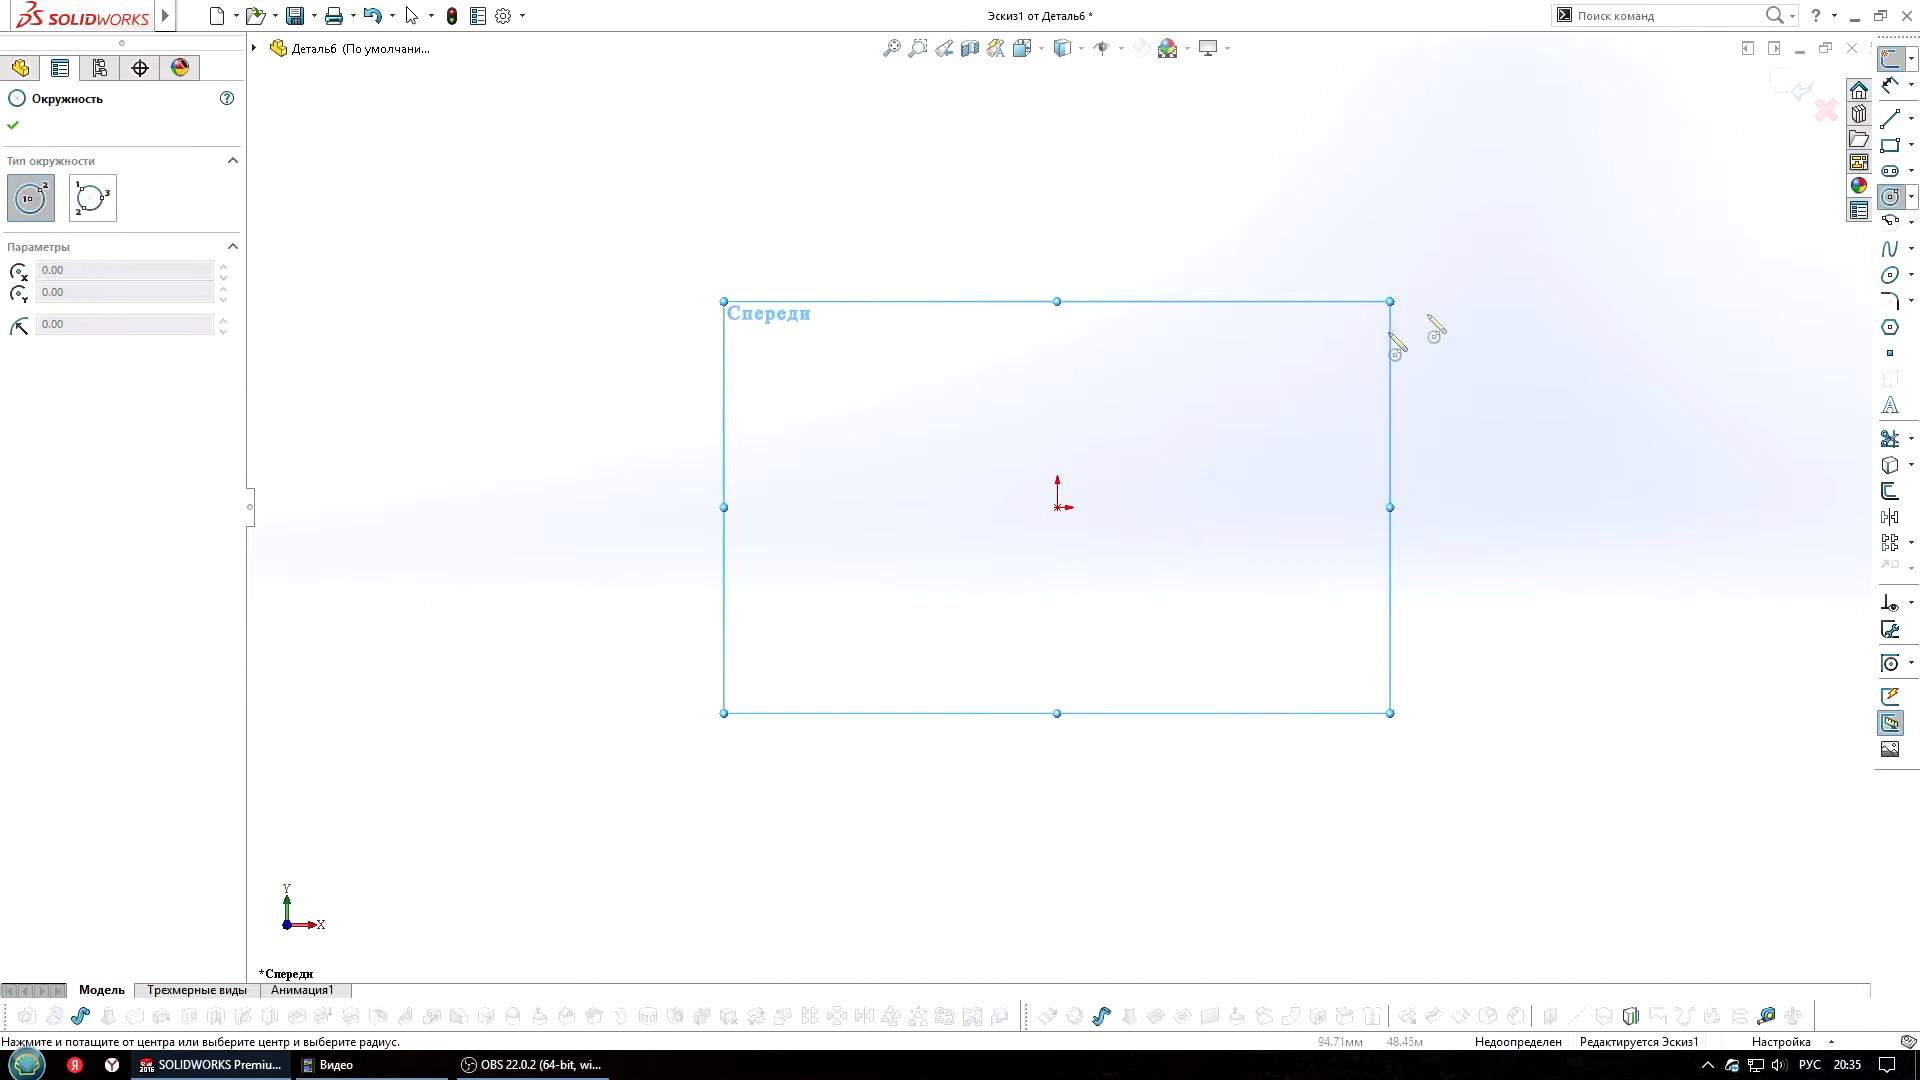 SOLIDWORKS
Эскиз1 от Деталь6 *
Поиск команд
Деталь6 (По умолчани...
Окружность
Тип окружности
Параметры
0.00
0.00
0.00
Спереди
Y
X
*Спереди
Модель
Трехмерные виды
Анимация1
Нажмите и потащите от центра или выберите центр и выберите радиус.
94.71мм
48.45м
Недоопределен
Редактируется Эскиз1
Настройка
SOLIDWORKS Premiu...
Видео
OBS 22.0.2 (64-bit, wi...
РУС
20:35